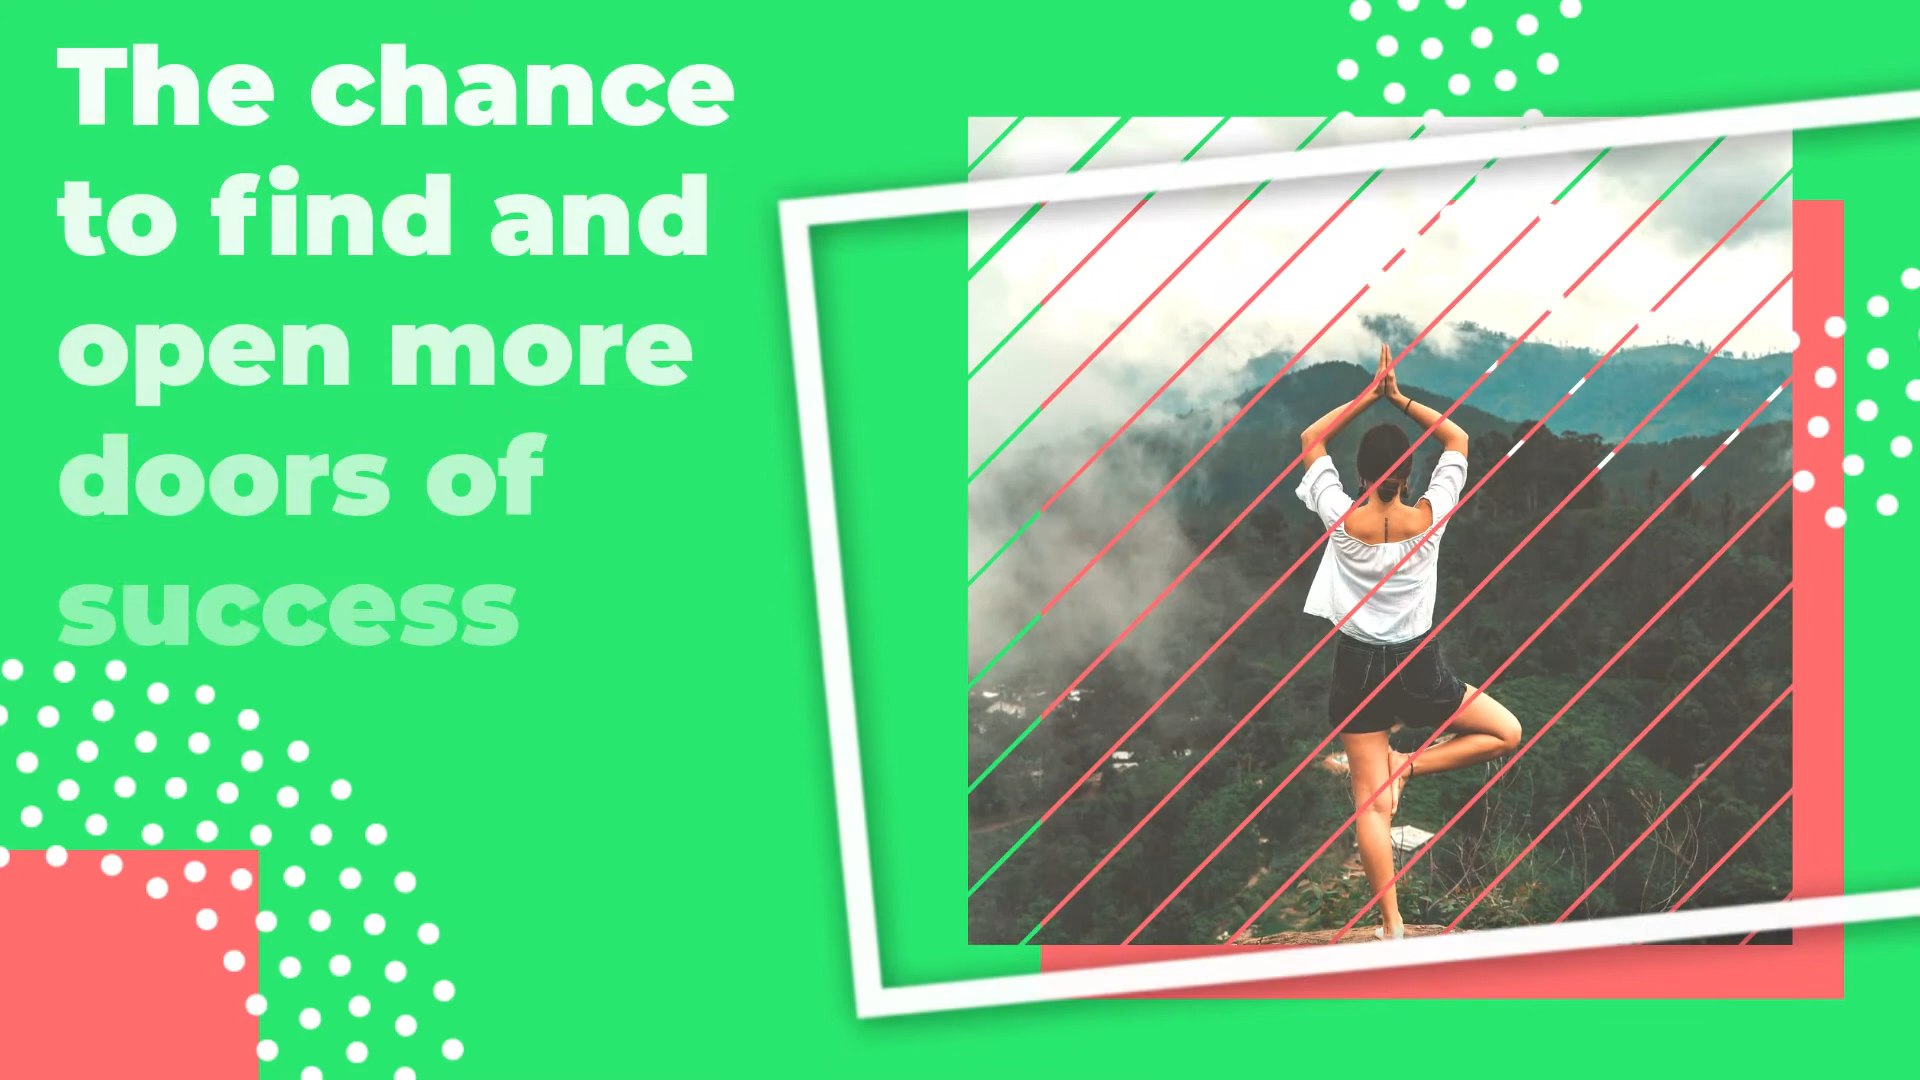 The chance
to find and
open more
doors of
success